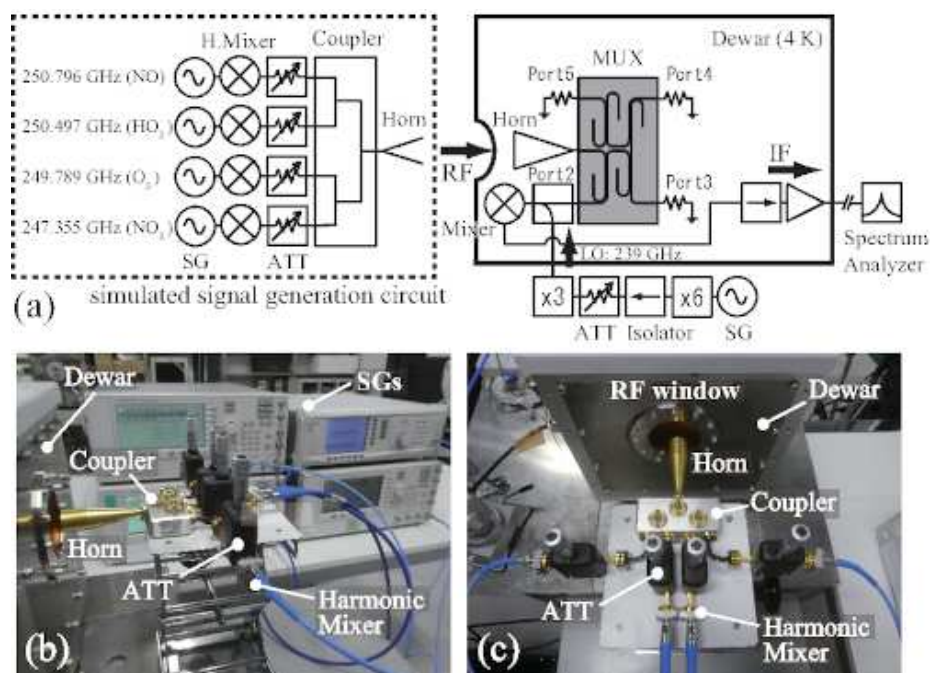 H.Mixer
Coupler
250.796 GHz (NO)
250.497 GHz (HO2)
249.789 GHz (O3)
247.355 GHz (NO2)
SG
ATT
Horn
simulated signal generation circuit
(a)
RF
Dewar (4 K)
MUX
Port5
Port4
Horn
Port2
Port3
Mixer
IF
LO: 239 GHz
Spectrum
Analyzer
x3
x6
ATT
Isolator
SG
Dewar
SGs
Coupler
Horn
ATT
Harmonic
Mixer
(b)
RF window
Dewar
Horn
Coupler
ATT
Harmonic
Mixer
(c)